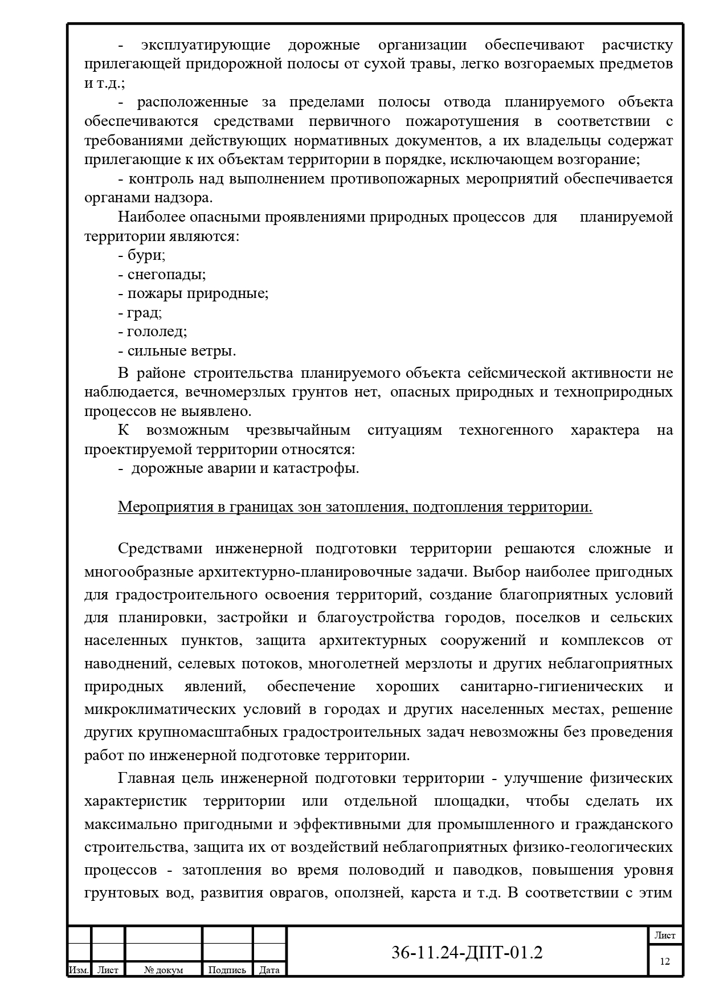 - эксплуатирующие дорожные организации обеспечивают расчистку
прилегающей придорожной полосы от сухой травы, легко возгораемых предметов
и т.д.;
- расположенные за пределами полосы отвода планируемого объекта
обеспечиваются средствами первичного пожаротушения в соответствии с
требованиями действующих нормативных документов, а их владельцы содержат
прилегающие к их объектам территории в порядке, исключающем возгорание;
- контроль над выполнением противопожарных мероприятий обеспечивается
органами надзора.
Наиболее опасными проявлениями природных процессов для планируемой
территории являются:
- бури;
- снегопады;
- пожары природные;
- град;
- гололед;
- сильные ветры.
В районе строительства планируемого объекта сейсмической активности не
наблюдается, вечномерзлых грунтов нет, опасных природных и техноприродных
процессов не выявлено.
К возможным чрезвычайным ситуациям техногенного характера на
проектируемой территории относятся:
- дорожные аварии и катастрофы.
Мероприятия в границах зон затопления, подтопления территории.
Средствами инженерной подготовки территории решаются сложные и
многообразные архитектурно-планировочные задачи. Выбор наиболее пригодных
для градостроительного освоения территорий, создание благоприятных условий
для планировки, застройки и благоустройства городов, поселков и сельских
населенных пунктов, защита архитектурных сооружений и комплексов от
наводнений, селевых потоков, многолетней мерзлоты и других неблагоприятных
природных явлений, обеспечение хороших санитарно-гигиенических и
микроклиматических условий в городах и других населенных местах, решение
других крупномасштабных градостроительных задач невозможны без проведения
работ по инженерной подготовке территории.
Главная цель инженерной подготовки территории - улучшение физических
характеристик территории или отдельной площадки, чтобы сделать их
максимально пригодными и эффективными для промышленного и гражданского
строительства, защита их от воздействий неблагоприятных физико-геологических
процессов - затопления во время половодий и паводков, повышения уровня
грунтовых вод, развития оврагов, оползней, карста и т.д. В соответствии с этим
Лист
36-11.24-ДПТ-01.2
12
Изм. Лист № докум Подпись Дата